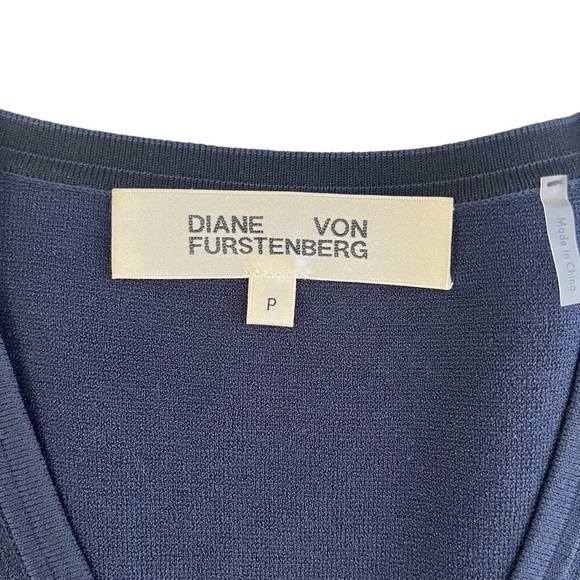 DIANE VON
FURSTENBERG
P
Made In China